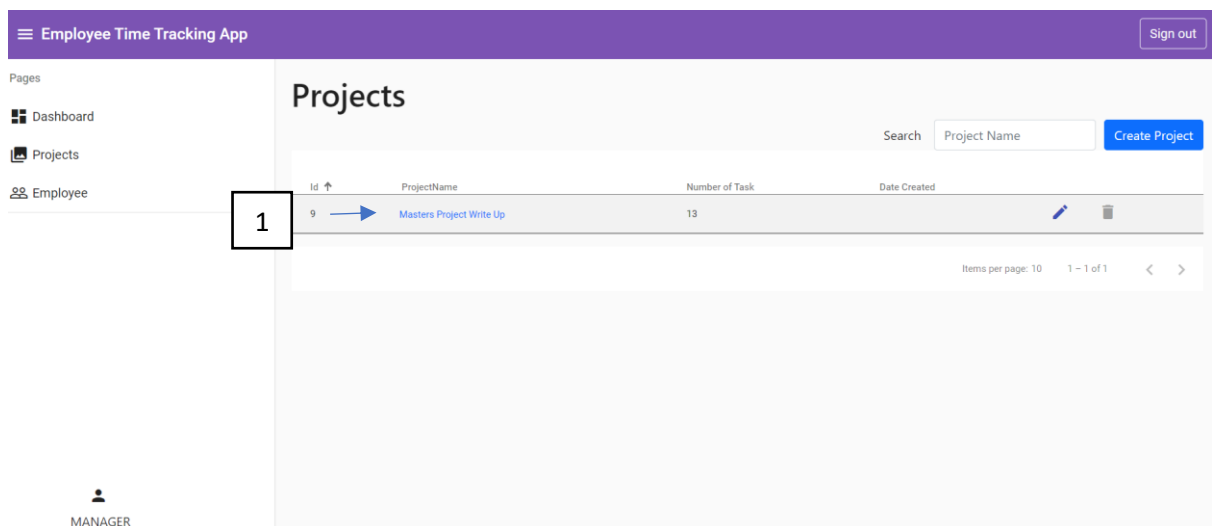 Employee Time Tracking App
Sign out
Pages
Dashboard
Projects
Employee
Projects
Search Project Name Create Project
Id ProjectName Number of Task Date Created
1
9 Masters Project Write Up 13
Items per page: 10 1 – 1 of 1
MANAGER